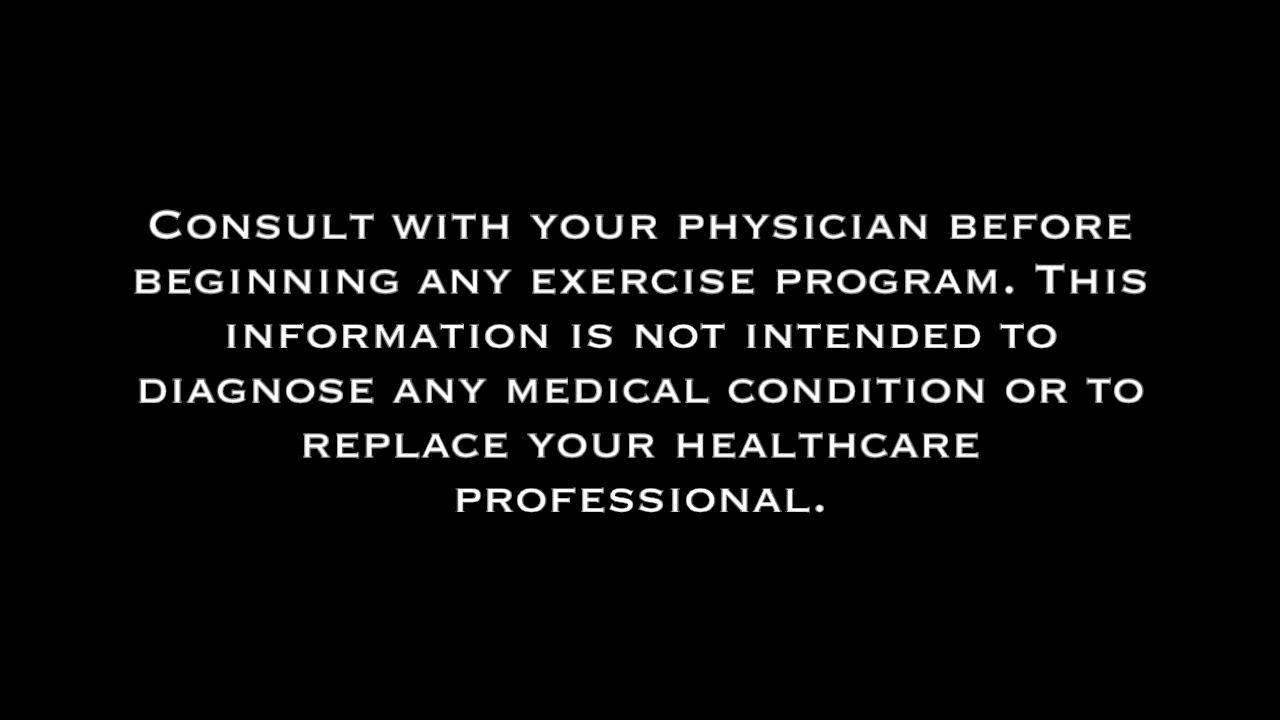 Consult with your physician before
beginning any exercise program. This
information is not intended to
diagnose any medical condition or to
replace your healthcare
professional.